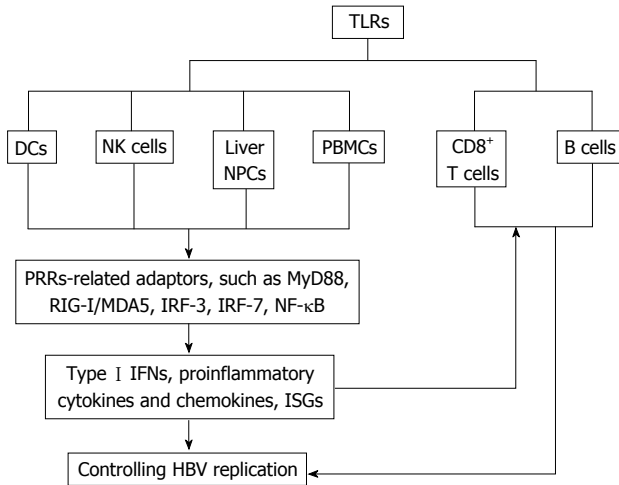 TLRs
DCs
NK cells
Liver
NPCs
PBMCs
CD8⁺
T cells
B cells
PRRs-related adaptors, such as MyD88,
RIG-I/MDA5, IRF-3, IRF-7, NF-κB
Type Ⅰ IFNs, proinflammatory
cytokines and chemokines, ISGs
Controlling HBV replication